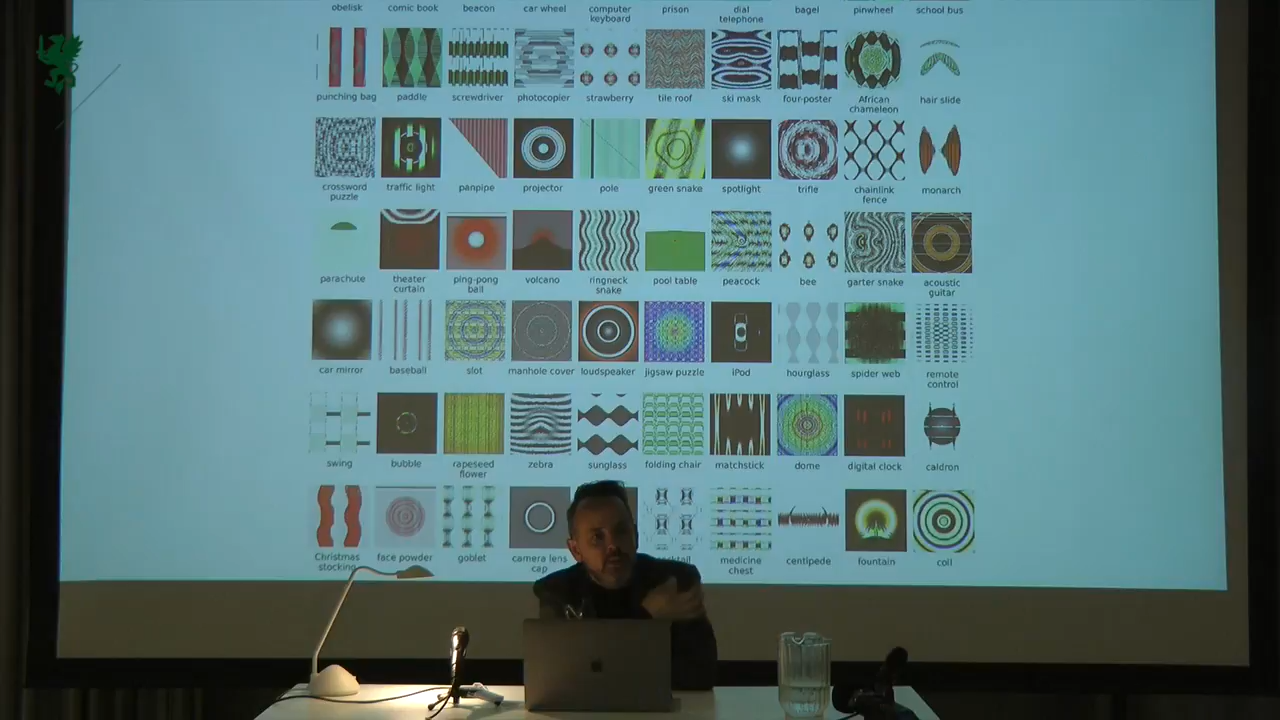 obelisk comic book beacon car wheel computer keyboard prison dial telephone bagel pinwheel school bus
punching bag paddle screwdriver photocopier strawberry tile roof ski mask four-poster African chameleon hair slide
crossword puzzle traffic light panpipe projector pole green snake spotlight trifle chainlink fence monarch
parachute theater curtain ping-pong ball volcano ringneck snake pool table peacock bee garter snake acoustic guitar
car mirror baseball slot manhole cover loudspeaker jigsaw puzzle iPod hourglass spider web remote control
swing bubble rapeseed flower zebra sunglass folding chair matchstick dome digital clock caldron
Christmas stocking face powder goblet camera lens cap medicine chest centipede fountain coil